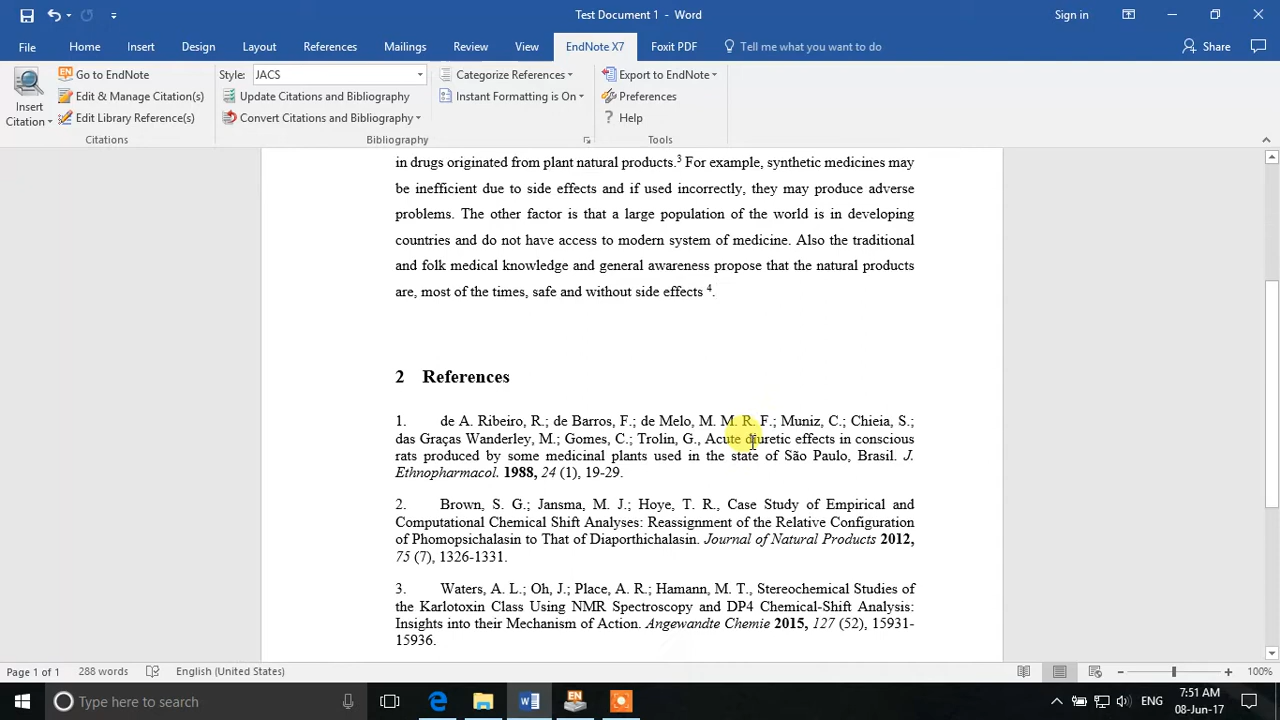 Test Document 1 - Word
Sign in
File Home Insert Design Layout References Mailings Review View EndNote X7 Foxit PDF Tell me what you want to do Share
Insert Citation
Go to EndNote
Edit & Manage Citation(s)
Edit Library Reference(s)
Citations
Style: JACS
Update Citations and Bibliography
Convert Citations and Bibliography
Categorize References
Instant Formatting is On
Bibliography
Export to EndNote
Preferences
Help
Tools
in drugs originated from plant natural products.3 For example, synthetic medicines may
be inefficient due to side effects and if used incorrectly, they may produce adverse
problems. The other factor is that a large population of the world is in developing
countries and do not have access to modern system of medicine. Also the traditional
and folk medical knowledge and general awareness propose that the natural products
are, most of the times, safe and without side effects 4.
2 References
1. de A. Ribeiro, R.; de Barros, F.; de Melo, M. M. R. F.; Muniz, C.; Chieia, S.;
das Graças Wanderley, M.; Gomes, C.; Trolin, G., Acute diuretic effects in conscious
rats produced by some medicinal plants used in the state of São Paulo, Brasil. J.
Ethnopharmacol. 1988, 24 (1), 19-29.
2. Brown, S. G.; Jansma, M. J.; Hoye, T. R., Case Study of Empirical and
Computational Chemical Shift Analyses: Reassignment of the Relative Configuration
of Phomopsichalasin to That of Diaporthichalasin. Journal of Natural Products 2012,
75 (7), 1326-1331.
3. Waters, A. L.; Oh, J.; Place, A. R.; Hamann, M. T., Stereochemical Studies of
the Karlotoxin Class Using NMR Spectroscopy and DP4 Chemical-Shift Analysis:
Insights into their Mechanism of Action. Angewandte Chemie 2015, 127 (52), 15931-
15936.
Page 1 of 1 288 words English (United States) 100%
Type here to search
EN
W
ENG
7:51 AM
08-Jun-17